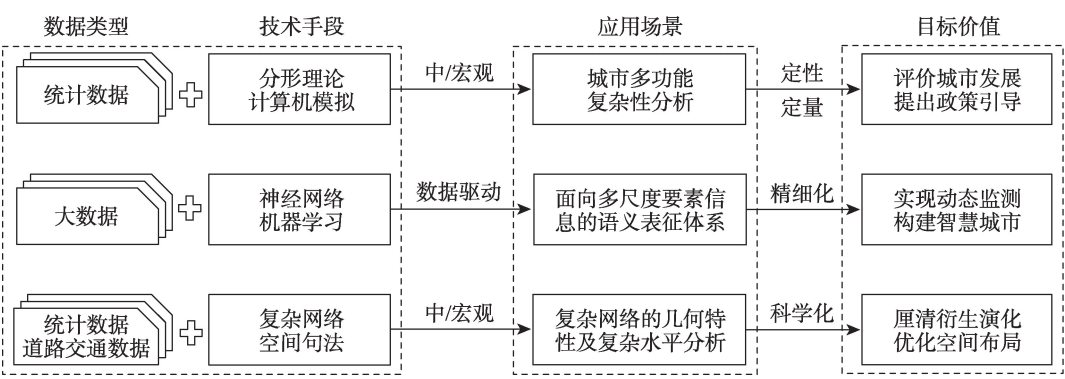 数据类型
技术手段
应用场景
目标价值
统计数据
分形理论
计算机模拟
中/宏观
城市多功能
复杂性分析
定性
定量
评价城市发展
提出政策引导
大数据
神经网络
机器学习
数据驱动
面向多尺度要素信
息的语义表征体系
精细化
实现动态监测
构建智慧城市
统计数据
道路交通数据
复杂网络
空间句法
中/宏观
复杂网络的几何特
性及复杂水平分析
科学化
厘清衍生演化
优化空间布局